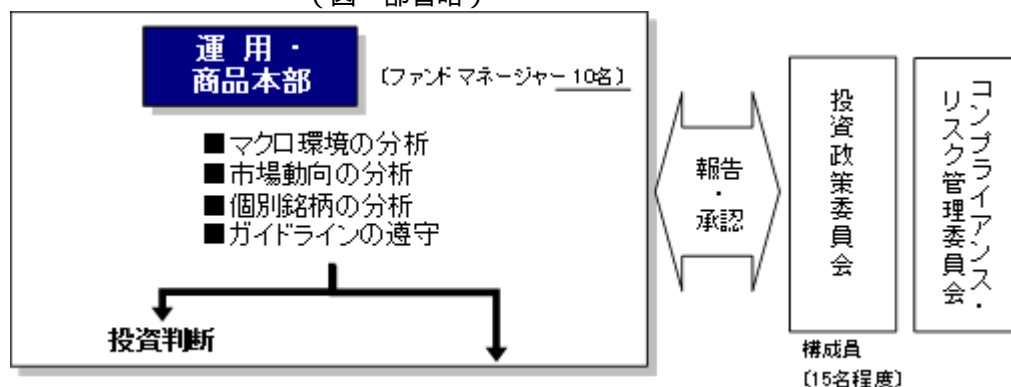 （図一部省略）
運用・
商品本部
〔ファンドマネージャー10名〕
■マクロ環境の分析
■市場動向の分析
■個別銘柄の分析
■ガイドラインの遵守
投資判断
報告
・
承認
投資政策委員会
コンプライアンス・
リスク管理委員会
構成員
〔15名程度〕